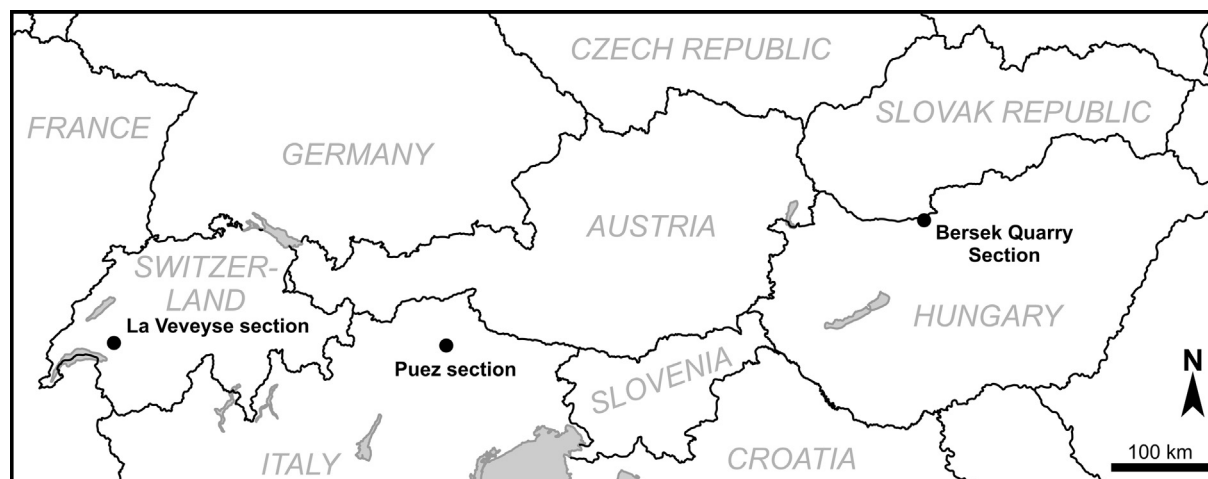 CZECH REPUBLIC
SLOVAK REPUBLIC
FRANCE
GERMANY
AUSTRIA
Bersek Quarry
Section
SWITZER-
LAND
La Veveyse section
HUNGARY
Puez section
SLOVENIA
N
100 km
ITALY
CROATIA